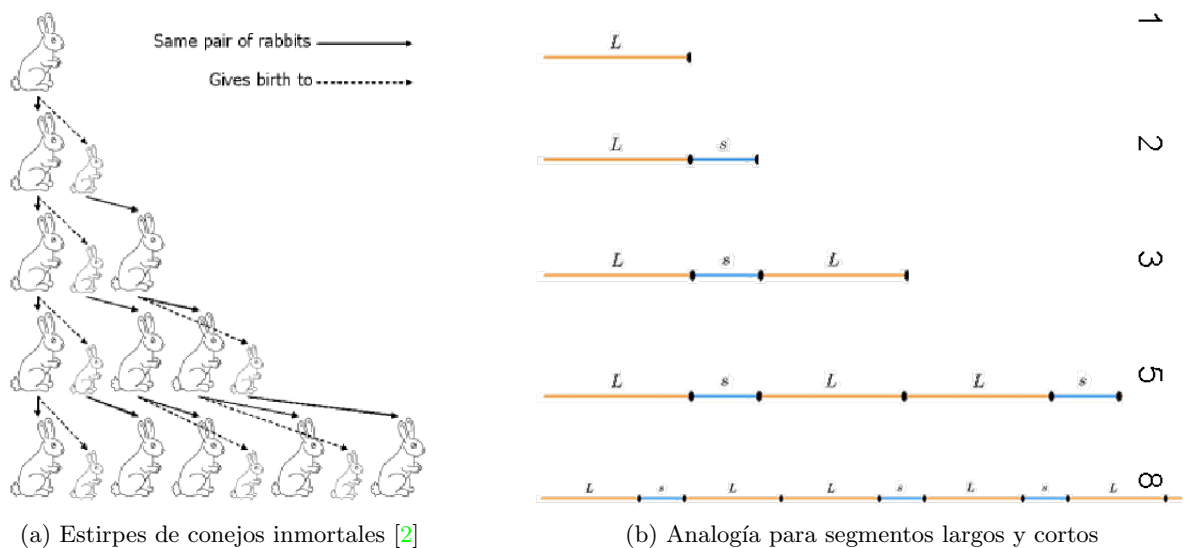 Same pair of rabbits
Gives birth to
L
1
L s
2
L s L
3
L s L L s
5
L s L L s L s L
8
(a) Estirpes de conejos inmortales [2]
(b) Analogía para segmentos largos y cortos